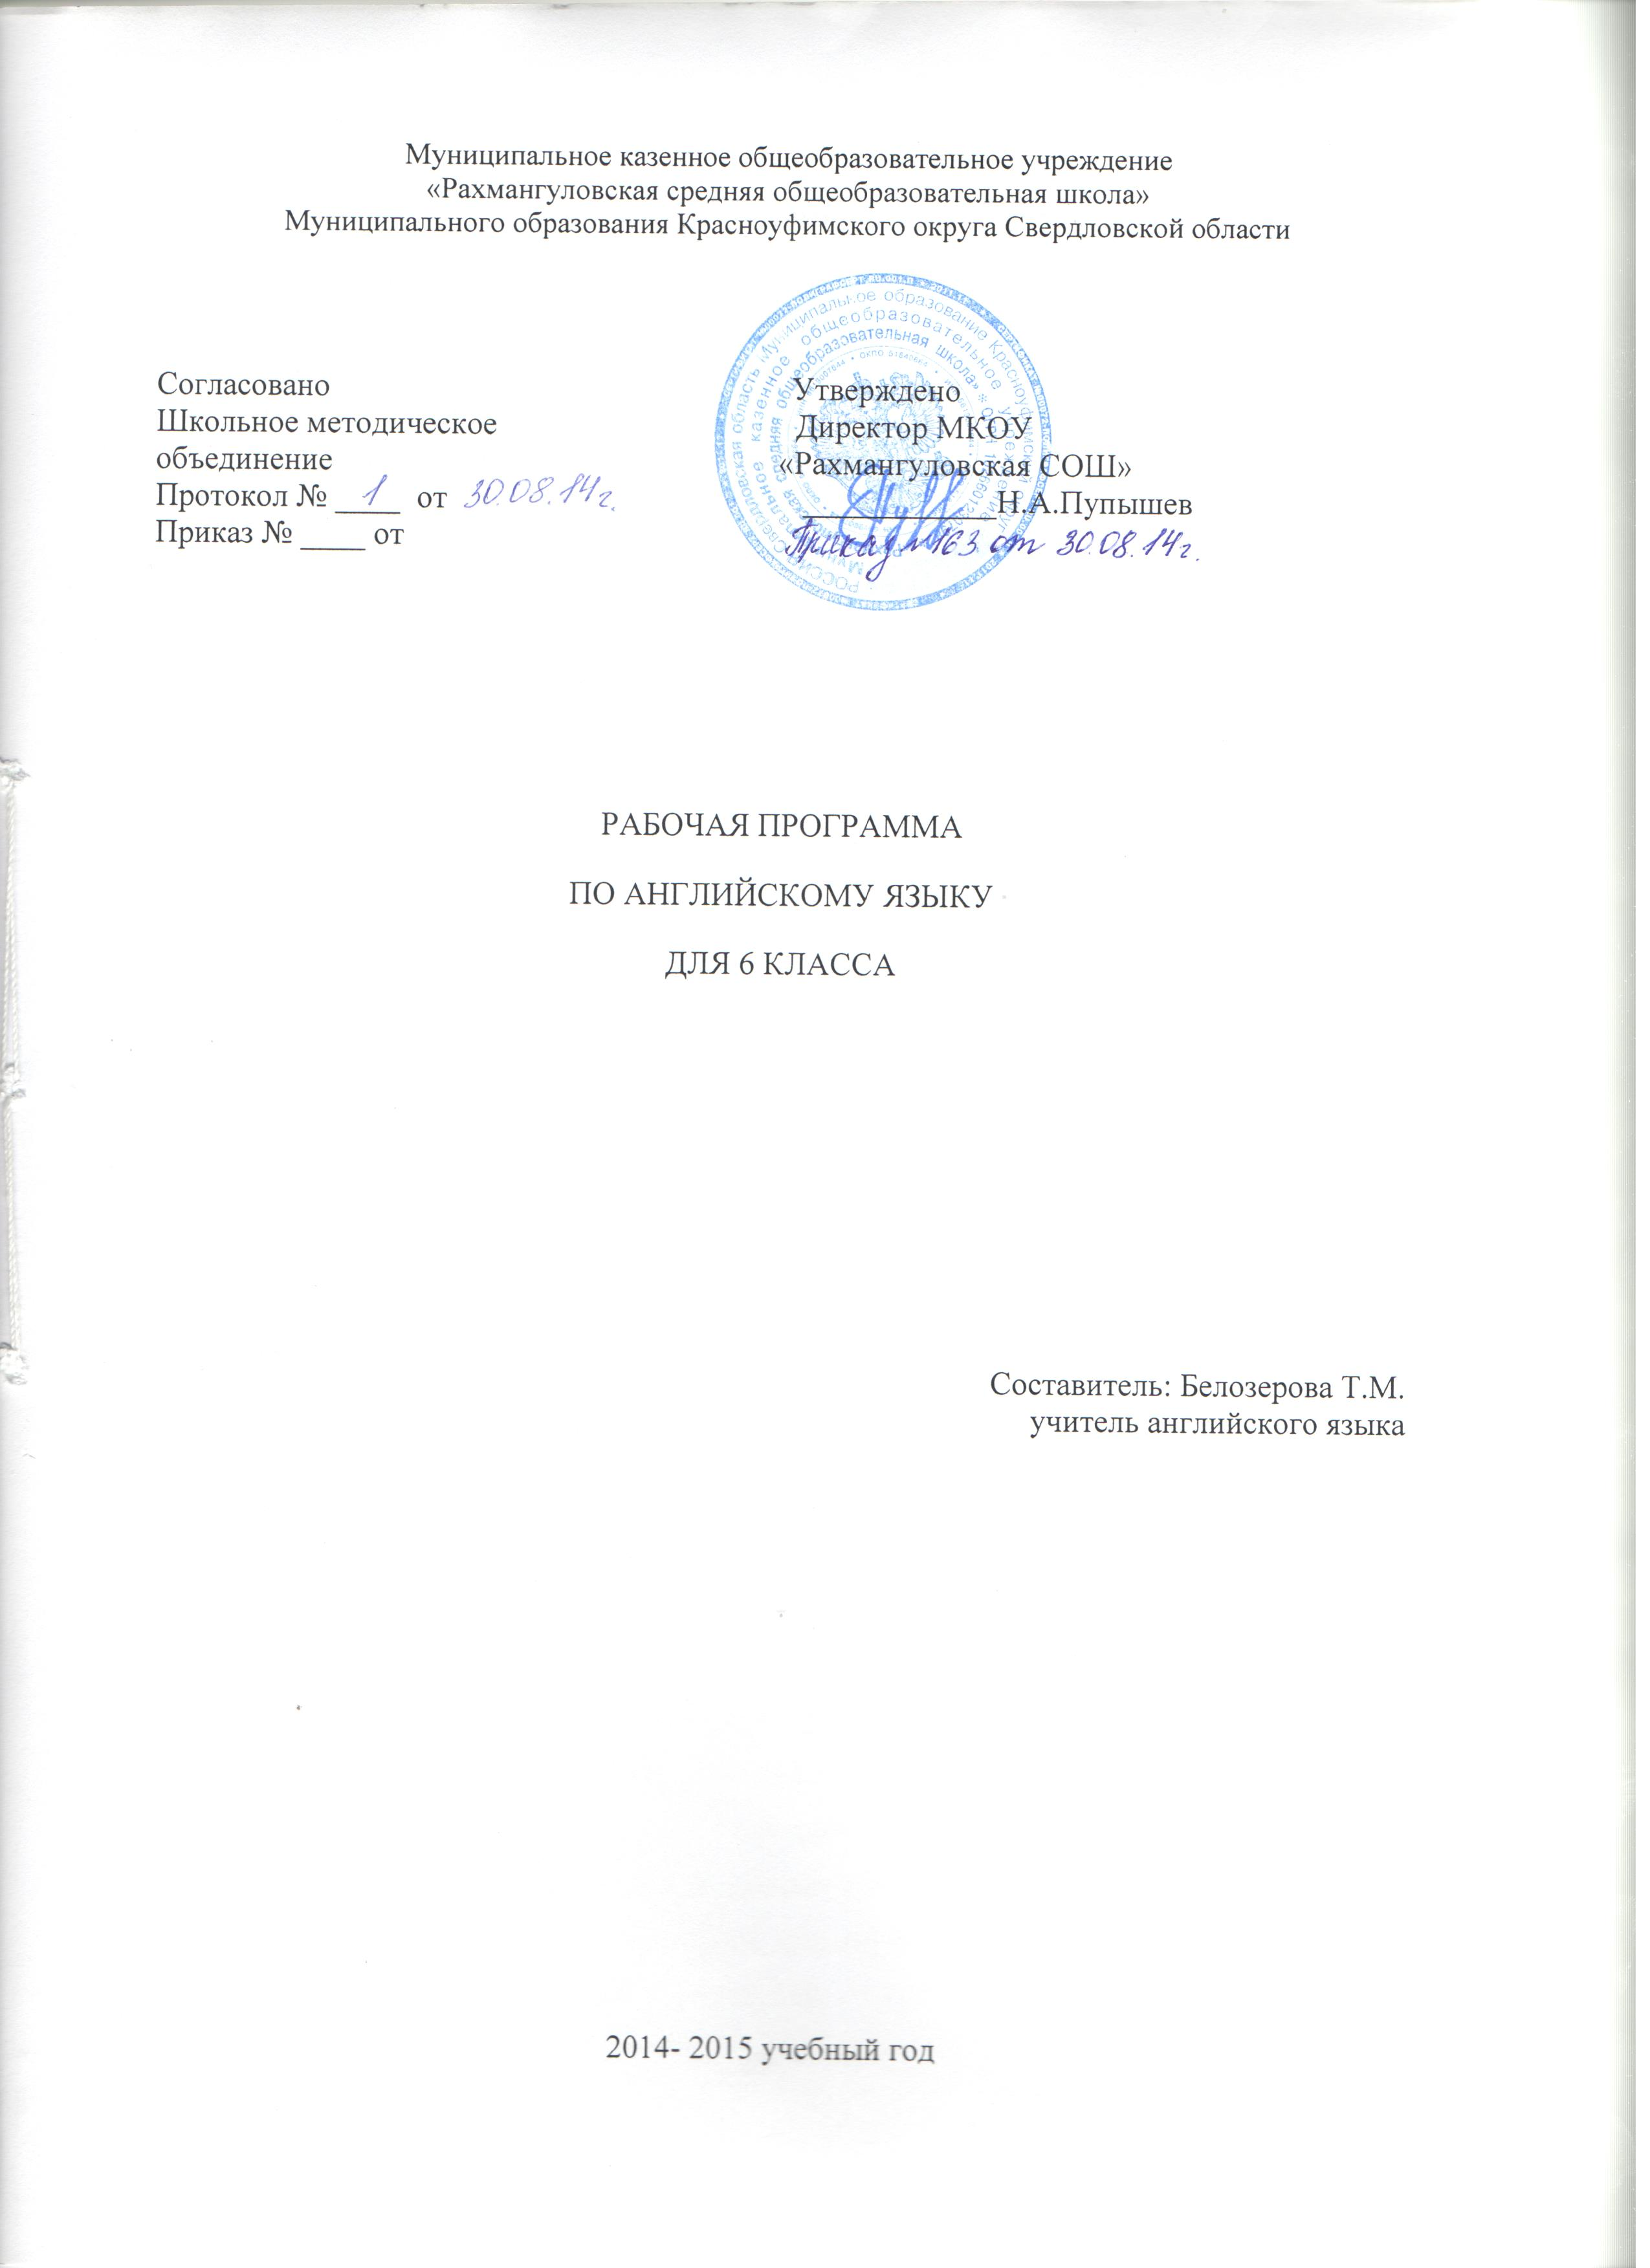 Муниципальное казенное общеобразовательное учреждение
«Рахмангуловская средняя общеобразовательная школа»
Муниципального образования Красноуфимского округа Свердловской области
Согласовано
Школьное методическое
объединение
Протокол № 1 от 30.08.14г.
Приказ № ____ от
Утверждено
Директор МКОУ
«Рахмангуловская СОШ»
____________Н.А.Пупышев
Приказ №163 от 30.08.14г.
РАБОЧАЯ ПРОГРАММА
ПО АНГЛИЙСКОМУ ЯЗЫКУ
ДЛЯ 6 КЛАССА
Составитель: Белозерова Т.М.
учитель английского языка
2014- 2015 учебный год